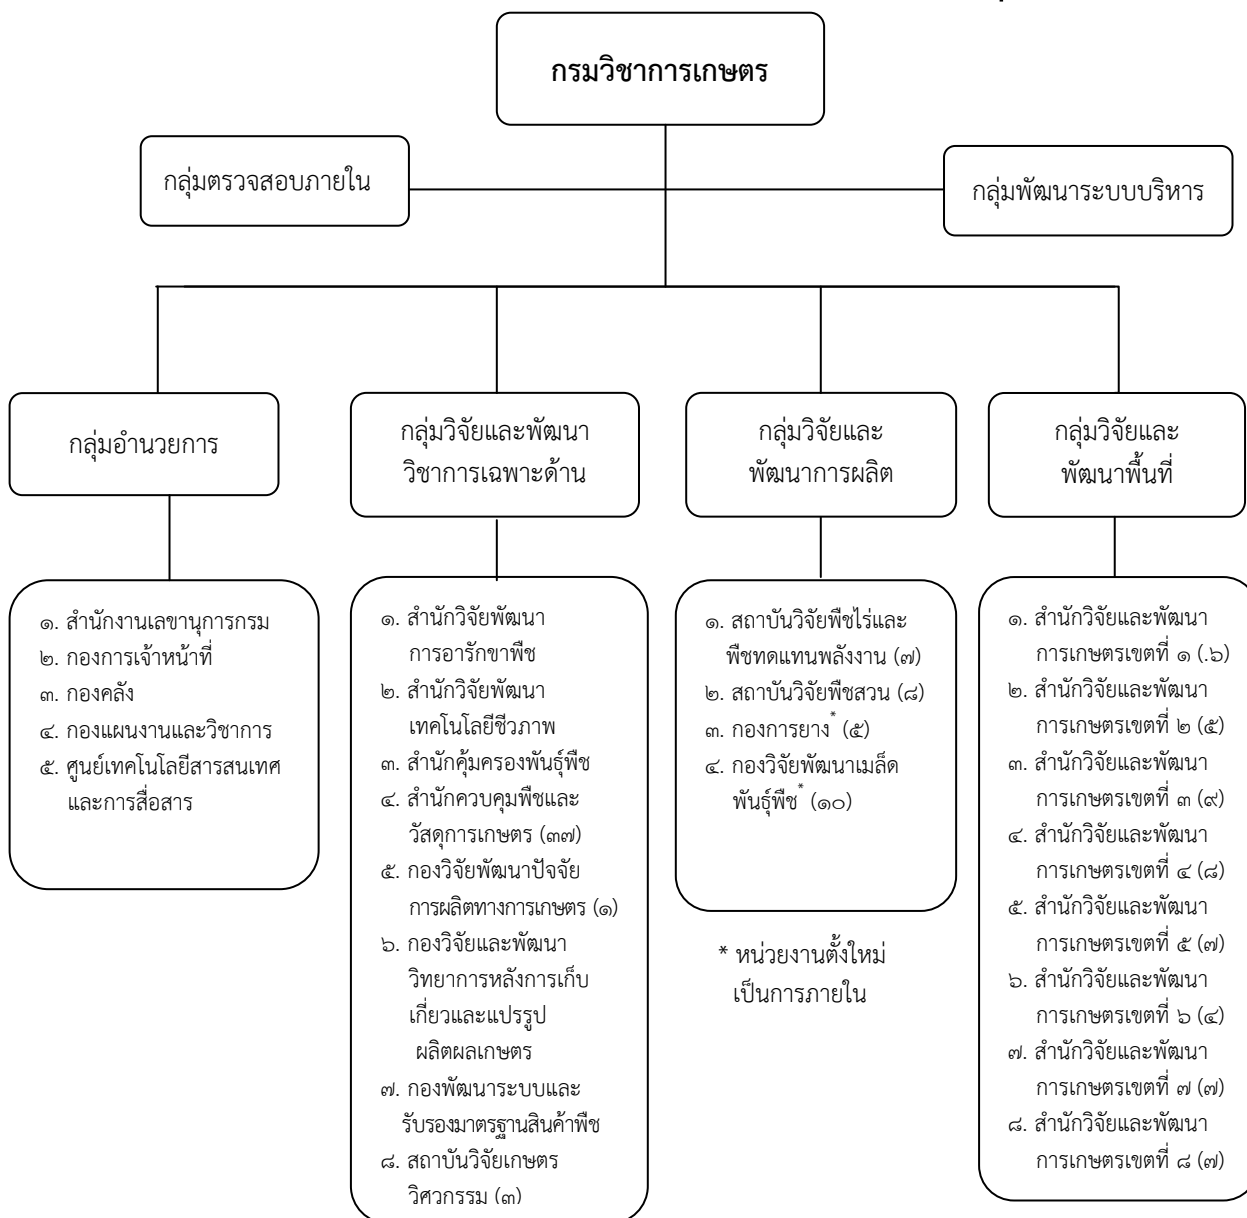 กรมวิชาการเกษตร
กลุ่มตรวจสอบภายใน
กลุ่มพัฒนาระบบบริหาร
กลุ่มอำนวยการ
กลุ่มวิจัยและพัฒนา
วิชาการเฉพาะด้าน
กลุ่มวิจัยและ
พัฒนาการผลิต
กลุ่มวิจัยและ
พัฒนาพื้นที่
๑. สำนักงานเลขานุการกรม
๒. กองการเจ้าหน้าที่
๓. กองคลัง
๔. กองแผนงานและวิชาการ
๕. ศูนย์เทคโนโลยีสารสนเทศ
และการสื่อสาร
๑. สำนักวิจัยพัฒนา
การอารักขาพืช
๒. สำนักวิจัยพัฒนา
เทคโนโลยีชีวภาพ
๓. สำนักคุ้มครองพันธุ์พืช
๔. สำนักควบคุมพืชและ
วัสดุการเกษตร (๓๗)
๕. กองวิจัยพัฒนาปัจจัย
การผลิตทางการเกษตร (๑)
๖. กองวิจัยและพัฒนา
วิทยาการหลังการเก็บ
เกี่ยวและแปรรูป
ผลิตผลเกษตร
๗. กองพัฒนาระบบและ
รับรองมาตรฐานสินค้าพืช
๘. สถาบันวิจัยเกษตร
วิศวกรรม (๓)
๑. สถาบันวิจัยพืชไร่และ
พืชทดแทนพลังงาน (๗)
๒. สถาบันวิจัยพืชสวน (๘)
๓. กองการยาง* (๕)
๔. กองวิจัยพัฒนาเมล็ด
พันธุ์พืช* (๑๐)
* หน่วยงานตั้งใหม่
เป็นการภายใน
๑. สำนักวิจัยและพัฒนา
การเกษตรเขตที่ ๑ (.๖)
๒. สำนักวิจัยและพัฒนา
การเกษตรเขตที่ ๒ (๕)
๓. สำนักวิจัยและพัฒนา
การเกษตรเขตที่ ๓ (๙)
๔. สำนักวิจัยและพัฒนา
การเกษตรเขตที่ ๔ (๘)
๕. สำนักวิจัยและพัฒนา
การเกษตรเขตที่ ๕ (๗)
๖. สำนักวิจัยและพัฒนา
การเกษตรเขตที่ ๖ (๔)
๗. สำนักวิจัยและพัฒนา
การเกษตรเขตที่ ๗ (๗)
๘. สำนักวิจัยและพัฒนา
การเกษตรเขตที่ ๘ (๗)